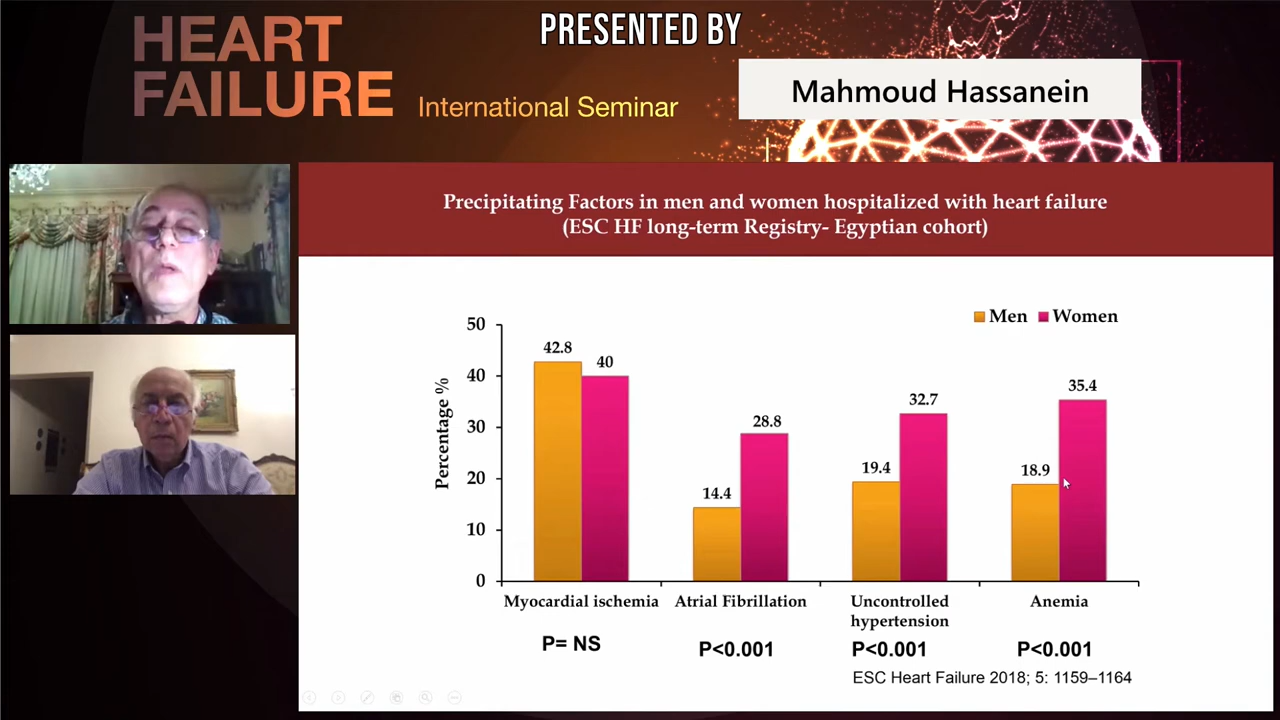 HEART
FAILURE
International Seminar
PRESENTED BY
Mahmoud Hassanein
Precipitating Factors in men and women hospitalized with heart failure
(ESC HF long-term Registry- Egyptian cohort)
Men Women
Percentage %
50
40
30
20
10
0
42.8
40
14.4
28.8
19.4
32.7
18.9
35.4
Myocardial ischemia
Atrial Fibrillation
Uncontrolled
hypertension
Anemia
P= NS
P<0.001
P<0.001
P<0.001
ESC Heart Failure 2018; 5: 1159–1164